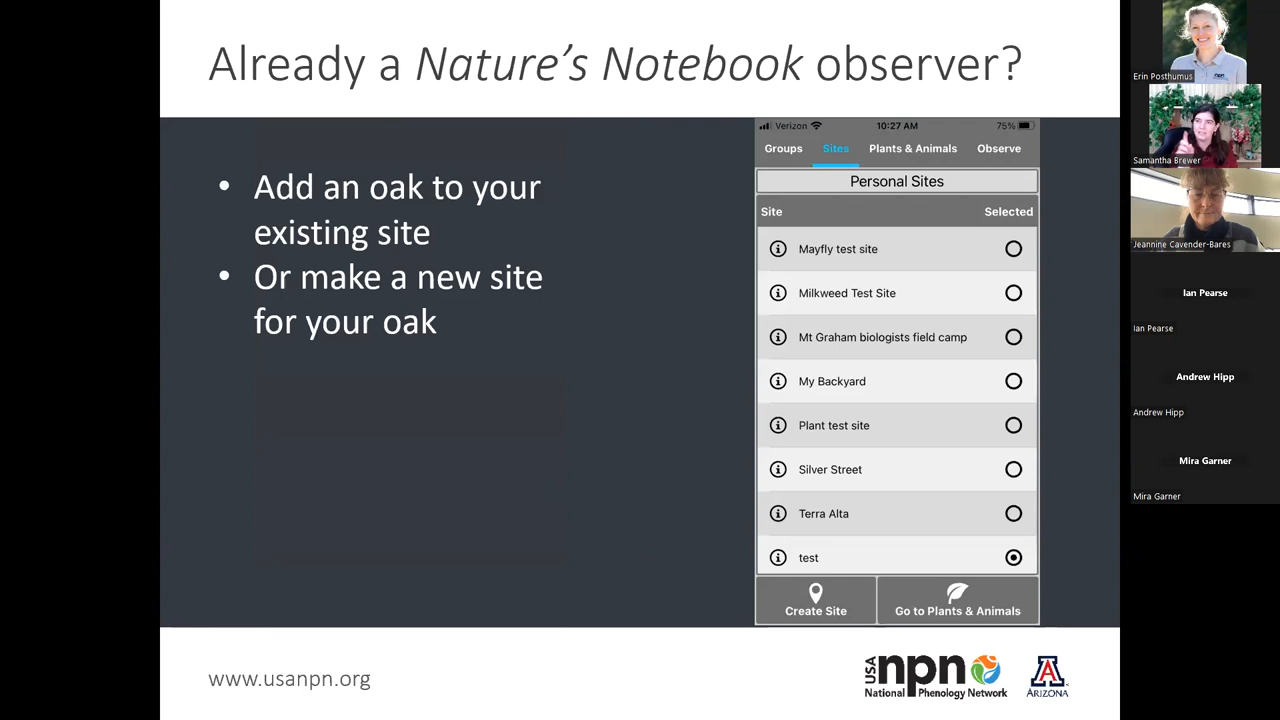 Already a Nature's Notebook observer?
• Add an oak to your
existing site
• Or make a new site
for your oak
Verizon 10:27 AM 75%
Groups Sites Plants & Animals Observe
Personal Sites
Site Selected
Mayfly test site
Milkweed Test Site
Mt Graham biologists field camp
My Backyard
Plant test site
Silver Street
Terra Alta
test
Create Site Go to Plants & Animals
www.usanpn.org
USA npn
National Phenology Network
A
ARIZONA
npn
Erin Posthumus
Samantha Brewer
Jeannine Cavender-Bares
Ian Pearse
Ian Pearse
Andrew Hipp
Andrew Hipp
Mira Garner
Mira Garner